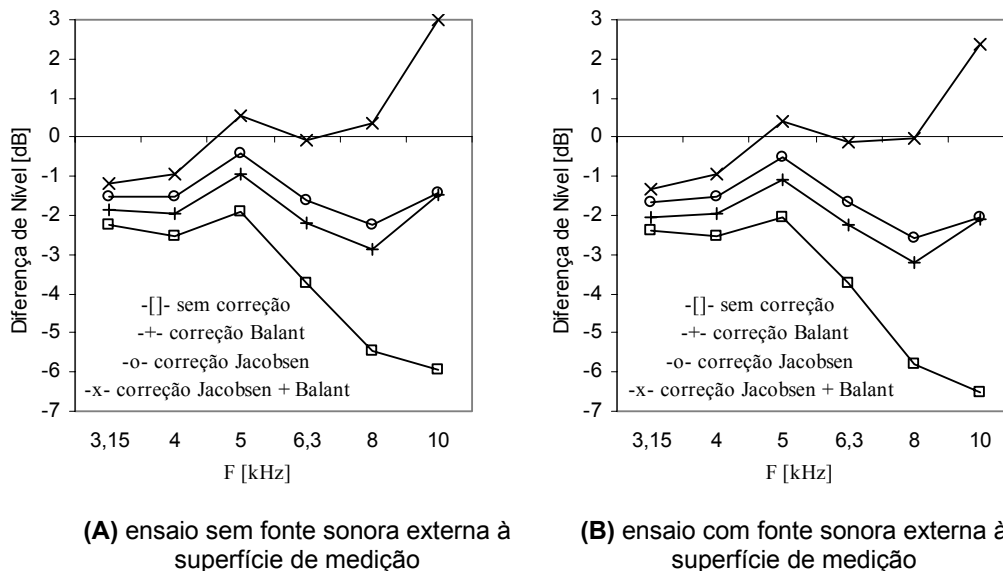 3
2
1
0
-1
-2
-3
-4
-5
-6
-7
Diferença de Nível [dB]
-[]- sem correção
-+- correção Balant
-o- correção Jacobsen
-x- correção Jacobsen + Balant
3,15 4 5 6,3 8 10
F [kHz]
(A) ensaio sem fonte sonora externa à
superfície de medição
3
2
1
0
-1
-2
-3
-4
-5
-6
-7
Diferença de Nível [dB]
-[]- sem correção
-+- correção Balant
-o- correção Jacobsen
-x- correção Jacobsen + Balant
3,15 4 5 6,3 8 10
F [kHz]
(B) ensaio com fonte sonora externa à
superfície de medição